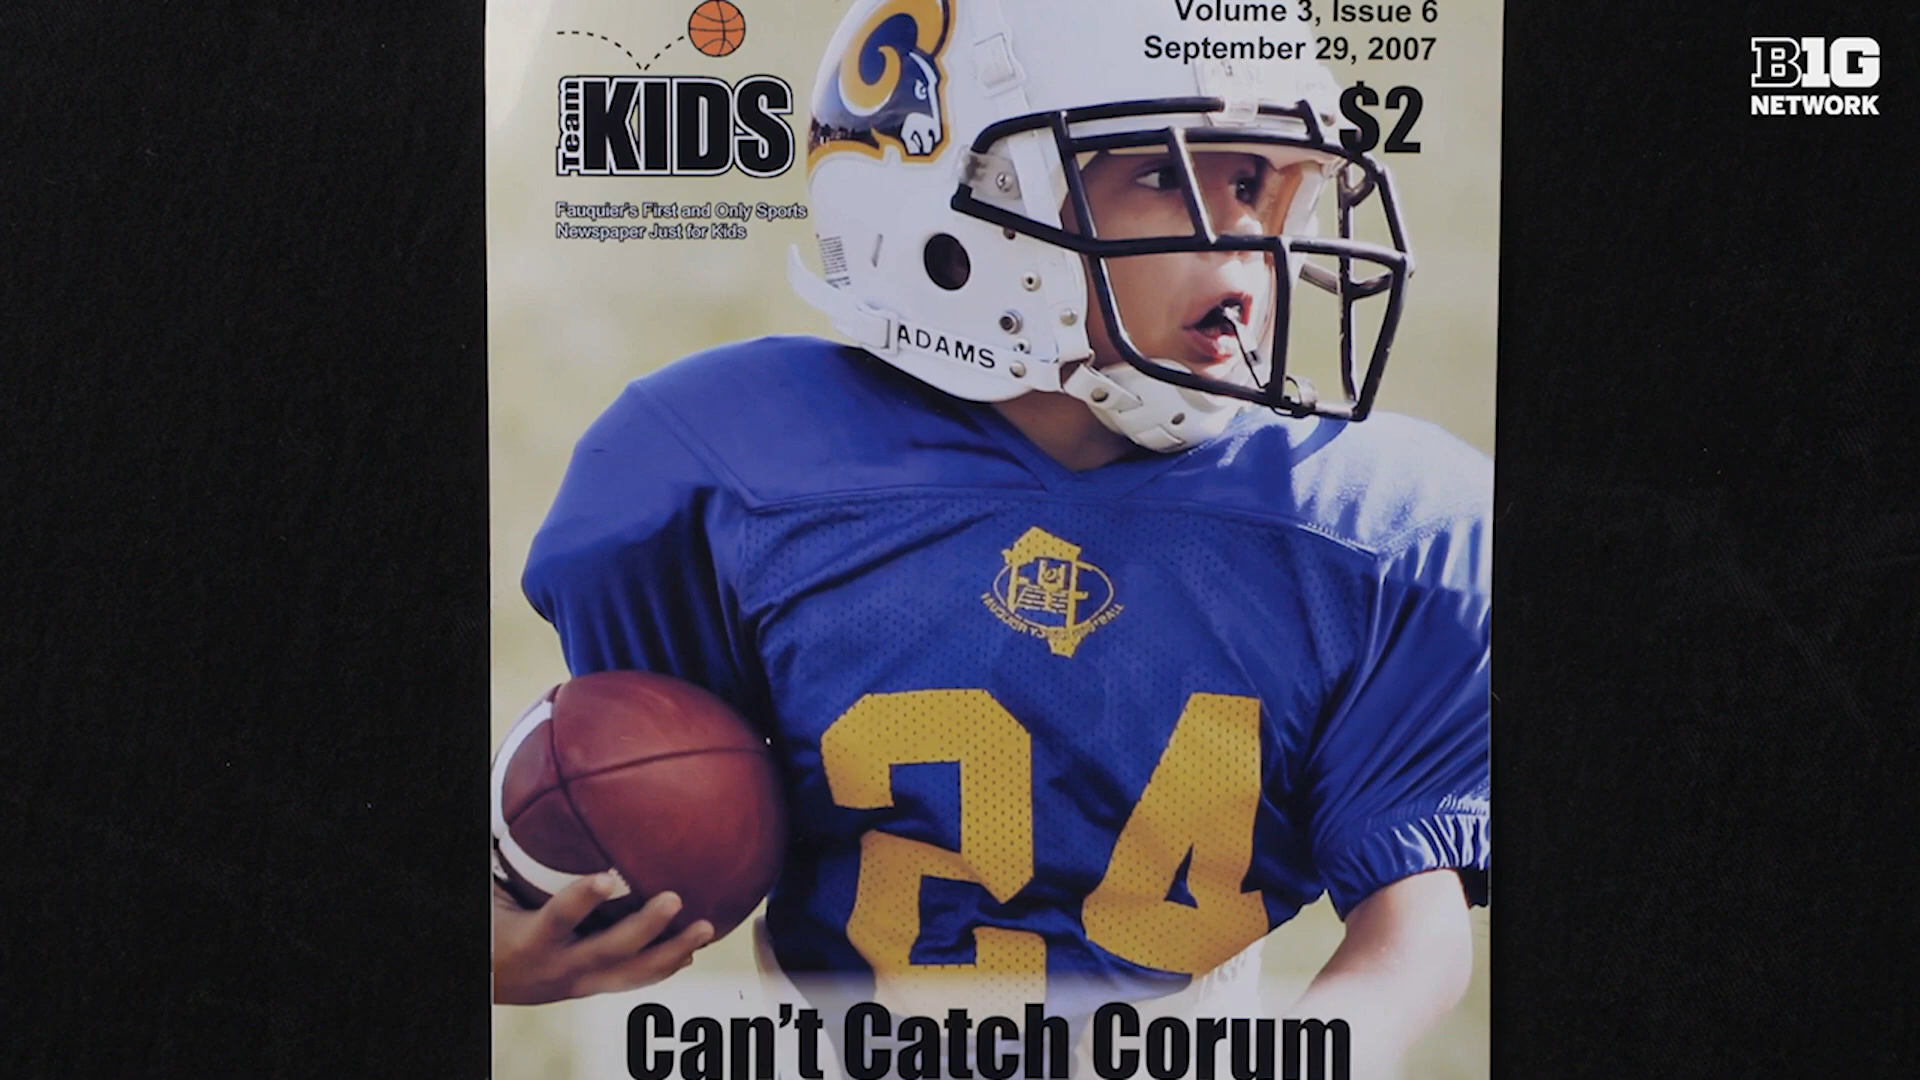 Volume 3, Issue 6
September 29, 2007
$2
Team
KIDS
Fauquier's First and Only Sports
Newspaper Just for Kids
B1G
NETWORK
ADAMS
24
Can't Catch Corum